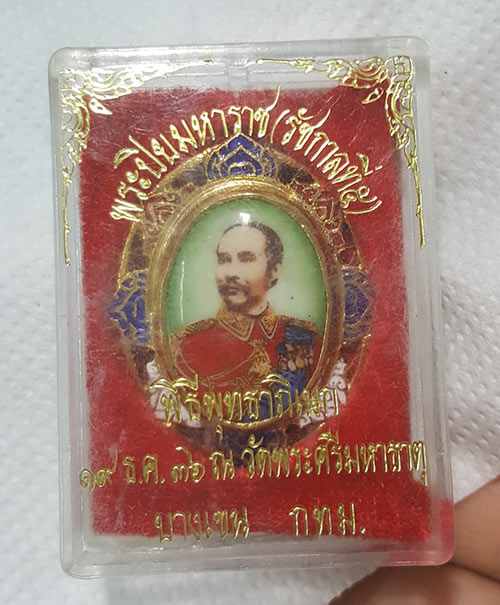 พระปิยมหาราช (รัชกาลที่ ๕)
พิธีพุทธาภิเษก
๑๙ ธ.ค. ๓๖ ณ วัดพระศรีมหาธาตุ
บางเขน กทม.